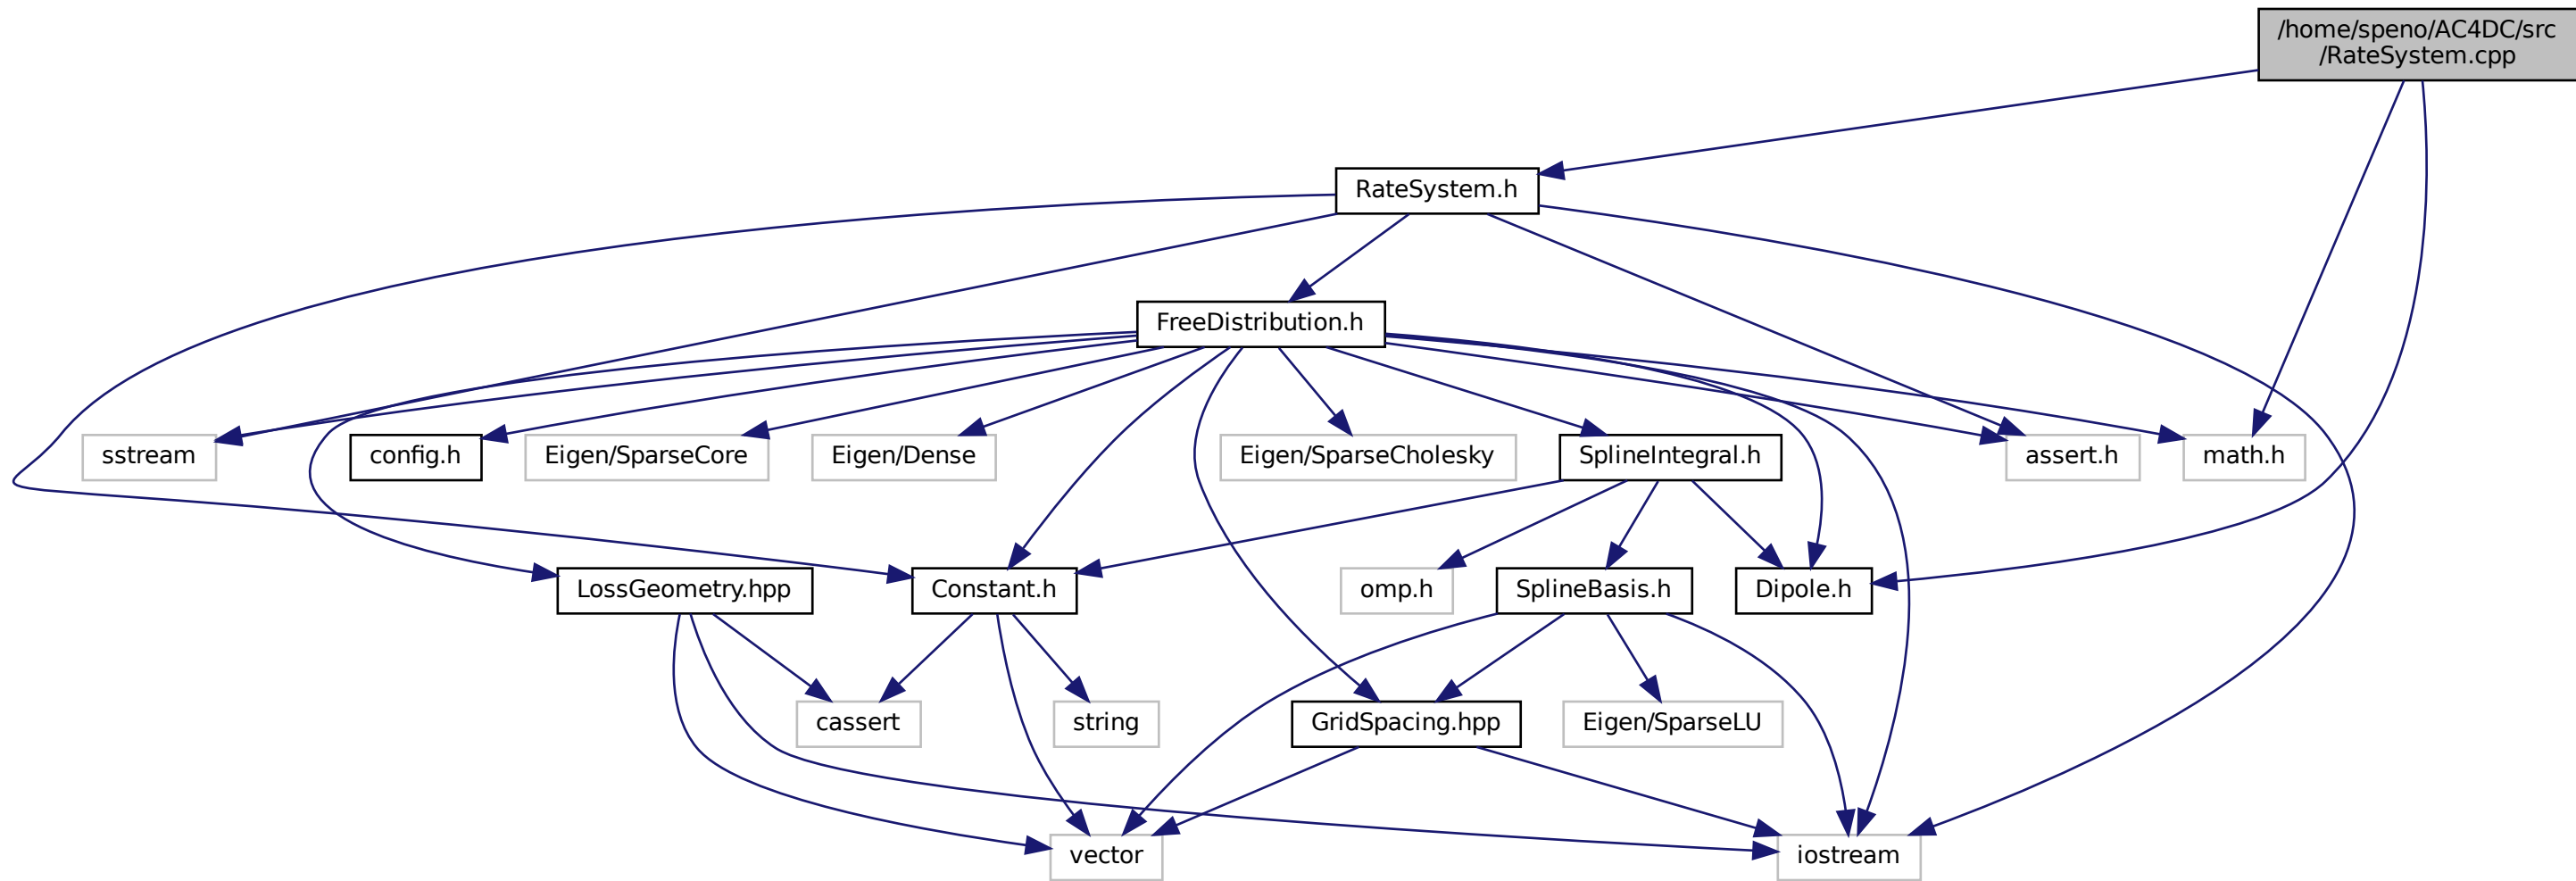 /home/speno/AC4DC/src
/RateSystem.cpp
RateSystem.h
FreeDistribution.h
sstream
config.h
Eigen/SparseCore
Eigen/Dense
Eigen/SparseCholesky
SplineIntegral.h
assert.h
math.h
LossGeometry.hpp
Constant.h
omp.h
SplineBasis.h
Dipole.h
cassert
string
GridSpacing.hpp
Eigen/SparseLU
vector
iostream